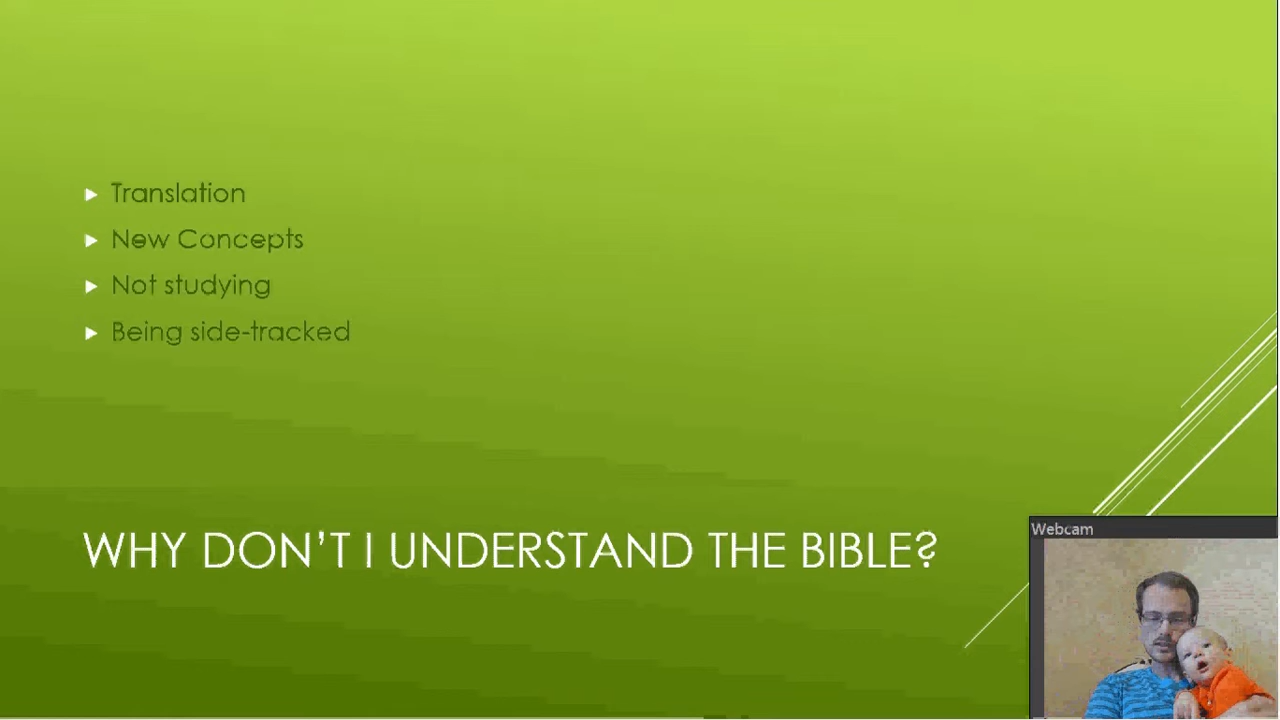 Translation
New Concepts
Not studying
Being side-tracked
WHY DON'T I UNDERSTAND THE BIBLE?
Webcam